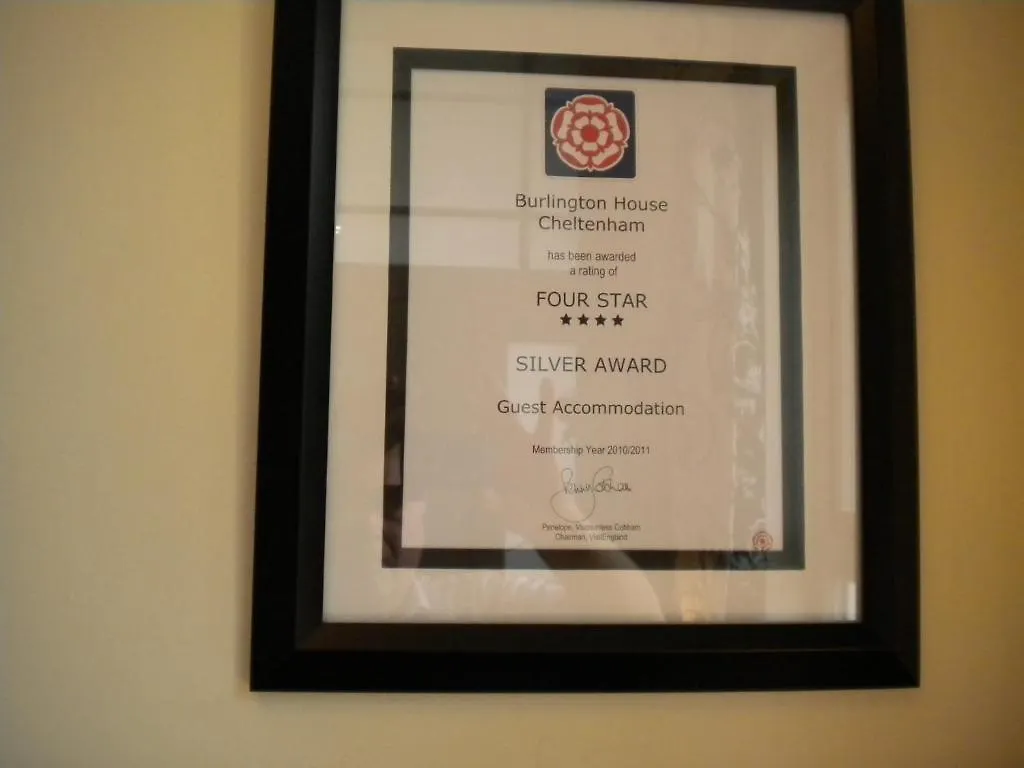 Burlington House
Cheltenham
has been awarded
a rating of
FOUR STAR
★★★★
SILVER AWARD
Guest Accommodation
Membership Year 2010/2011
Penelope, Viscountess Cobham
Chairman, VisitEngland